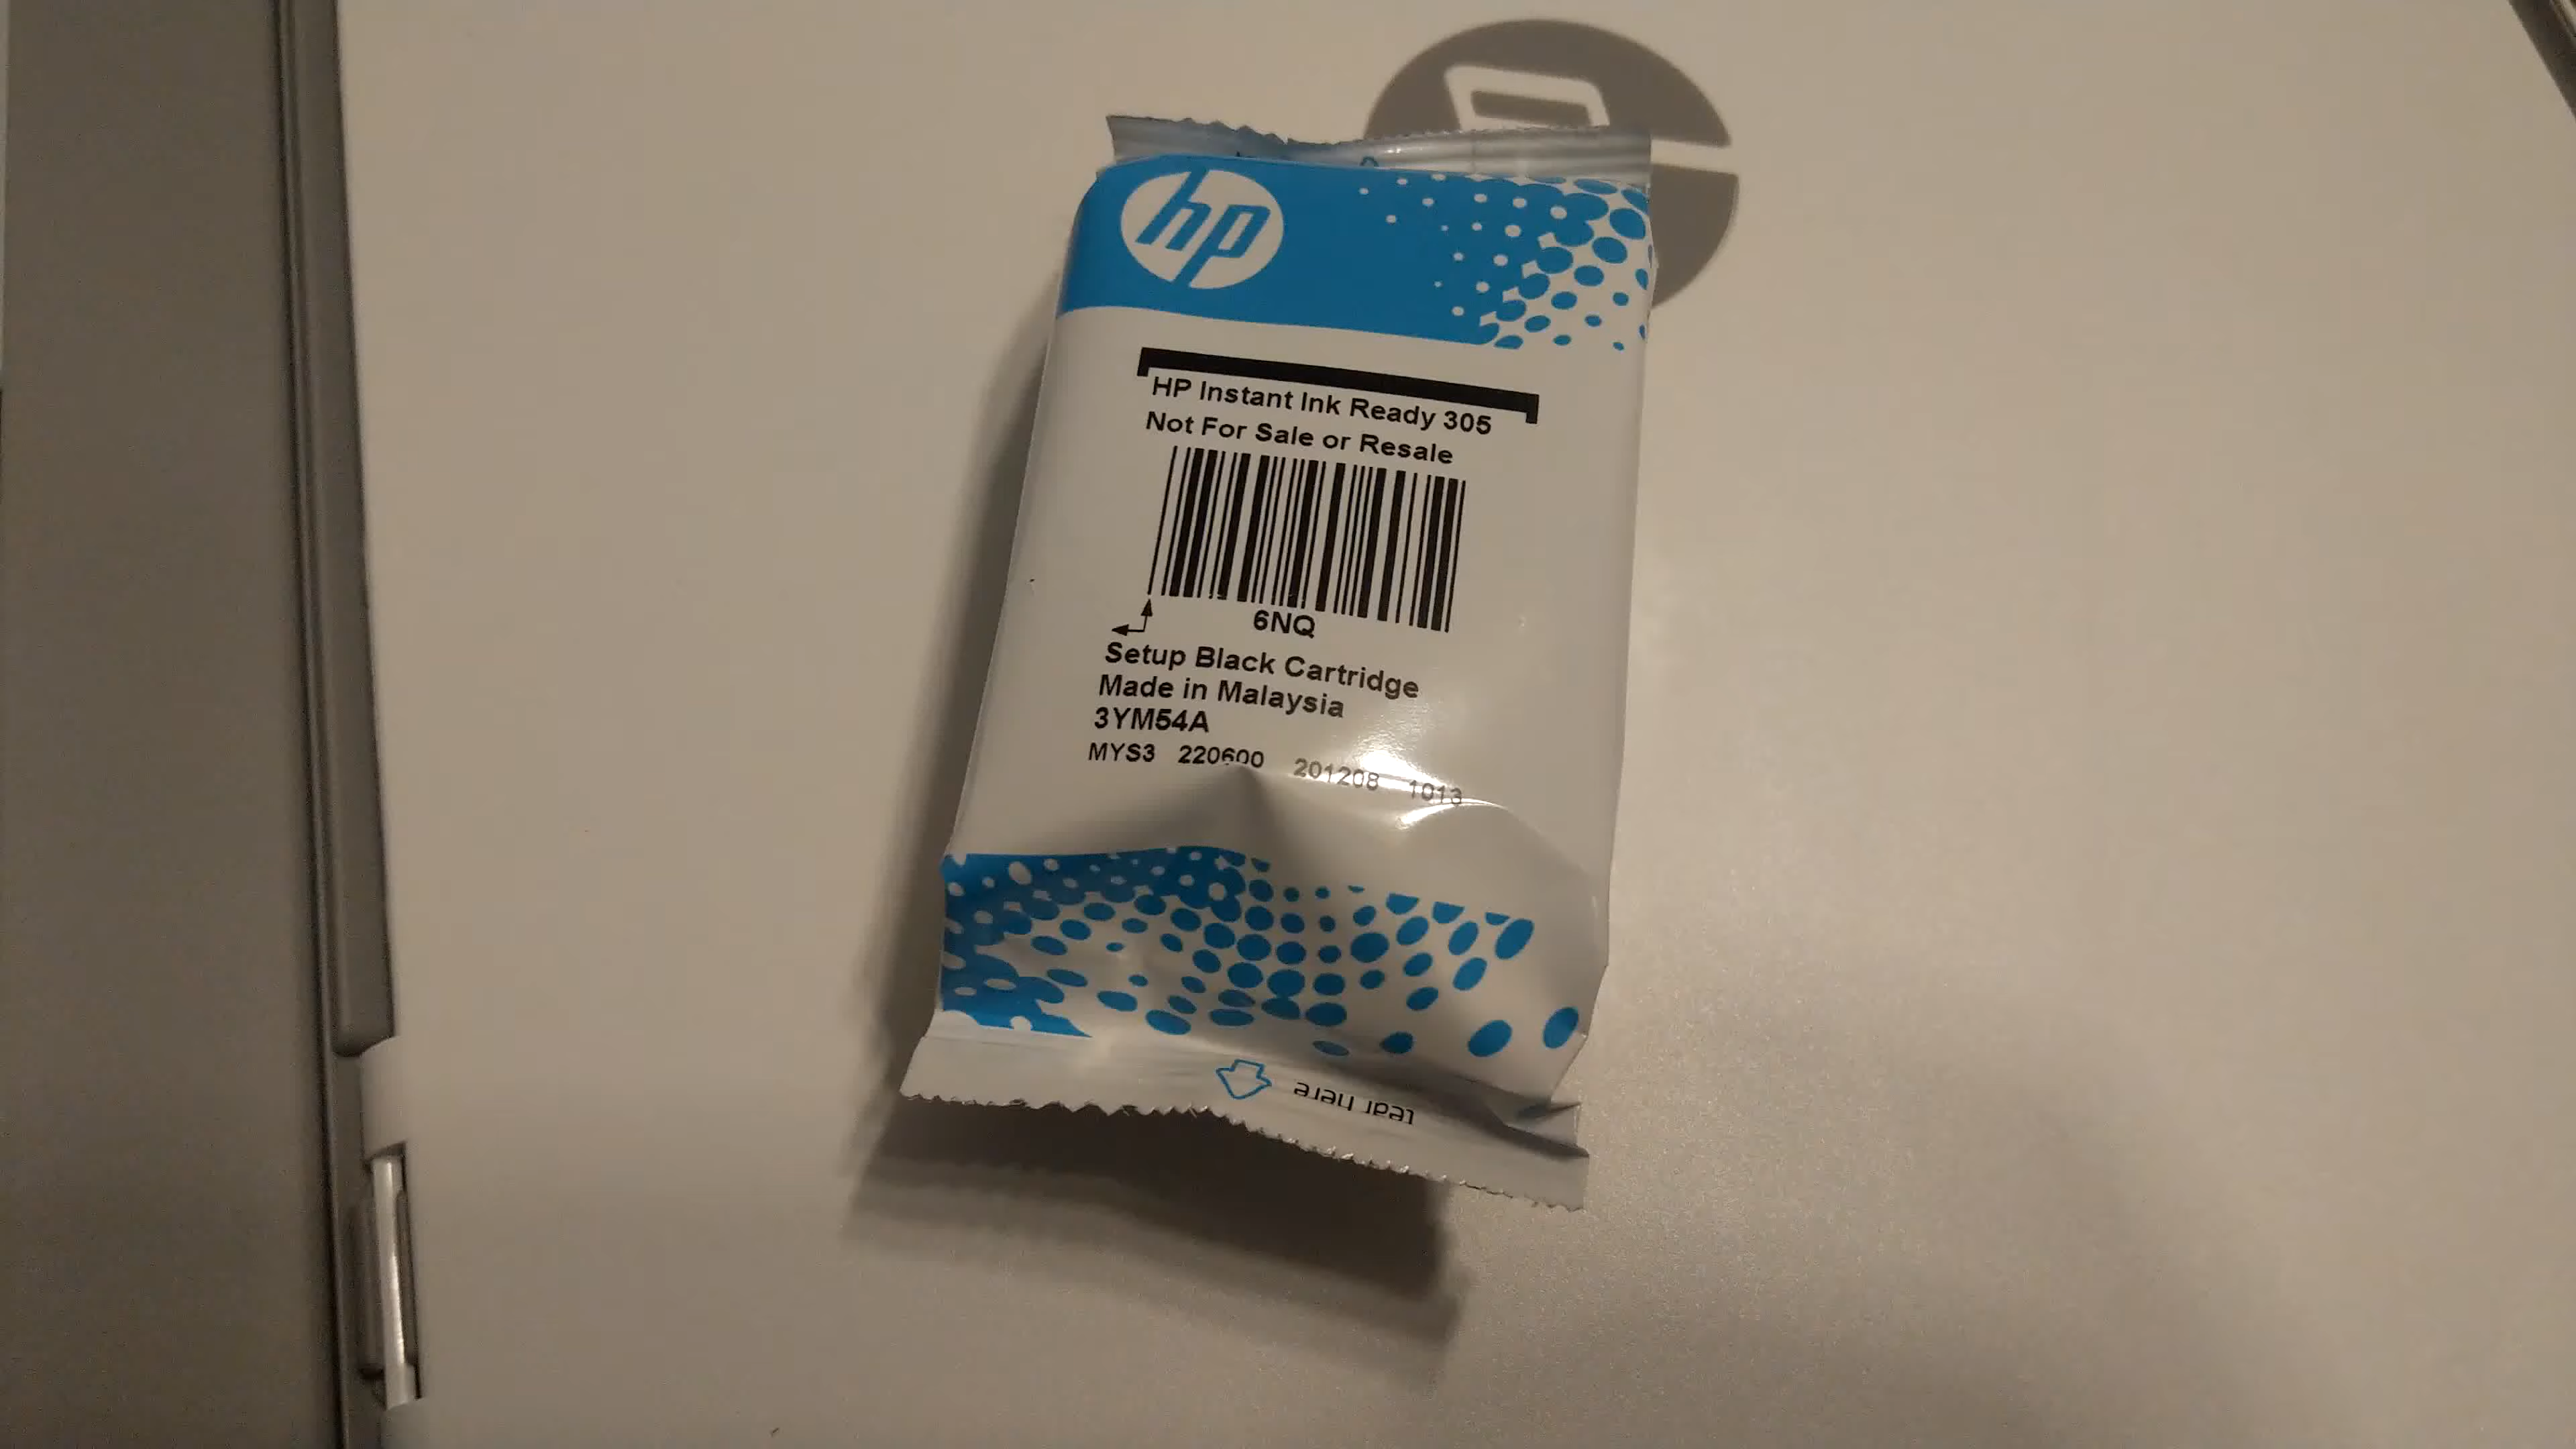 hp
HP Instant Ink Ready 305
Not For Sale or Resale
6NQ
Setup Black Cartridge
Made in Malaysia
3YM54A
MYS3 220600 201208 1013
tear here